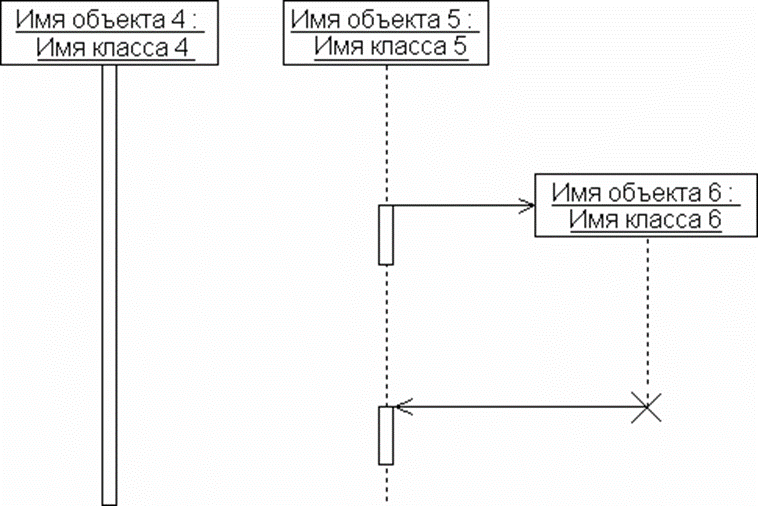 Имя объекта 4 :
Имя класса 4
Имя объекта 5 :
Имя класса 5
Имя объекта 6 :
Имя класса 6